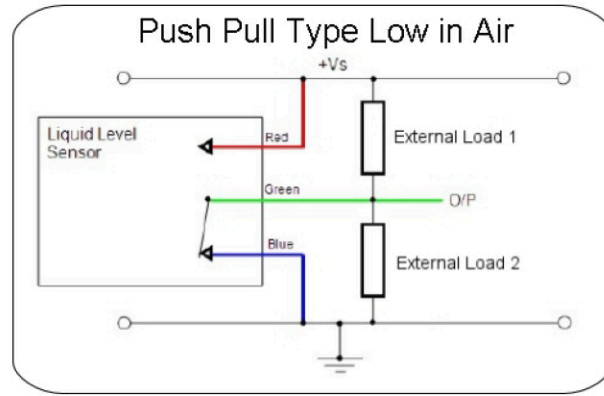 Push Pull Type Low in Air
+Vs
Liquid Level
Sensor
Red
External Load 1
Green
O/P
Blue
External Load 2